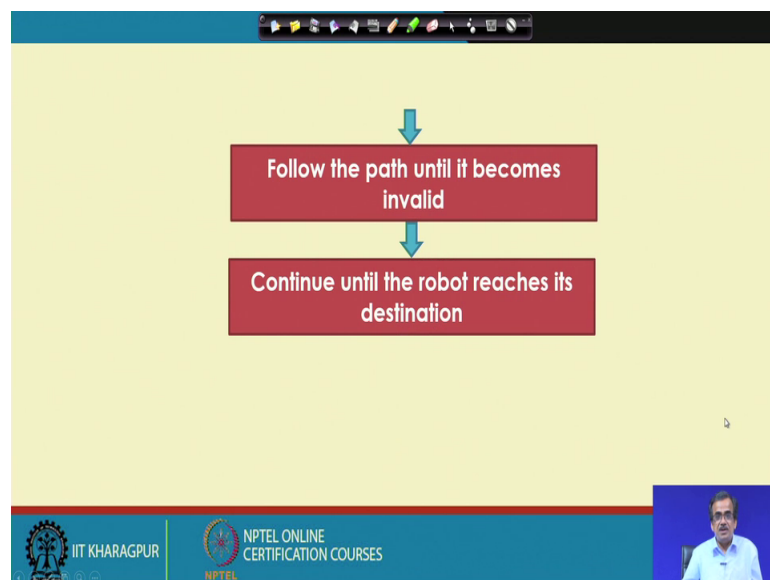 Follow the path until it becomes
invalid
Continue until the robot reaches its
destination
IIT KHARAGPUR
NPTEL ONLINE
CERTIFICATION COURSES
NPTEL